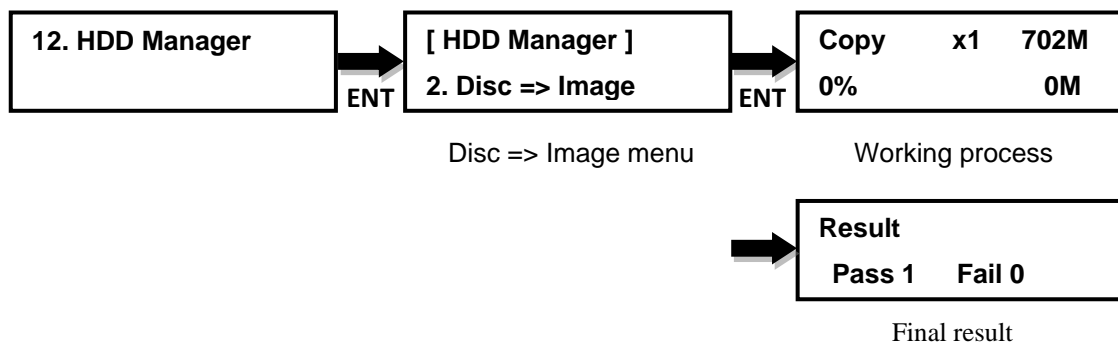 12. HDD Manager
ENT
[ HDD Manager ]
2. Disc => Image
ENT
Copy x1 702M
0% 0M
Disc => Image menu
Working process
Result
Pass 1 Fail 0
Final result